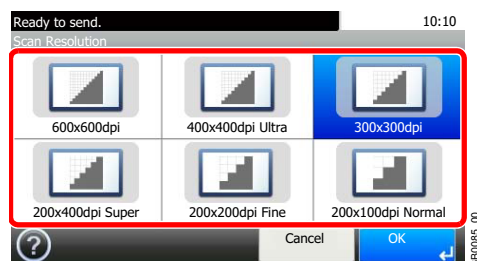 Ready to send. 10:10
Scan Resolution
600x600dpi 400x400dpi Ultra 300x300dpi
200x400dpi Super 200x200dpi Fine 200x100dpi Normal
? Cancel OK
B0085_00